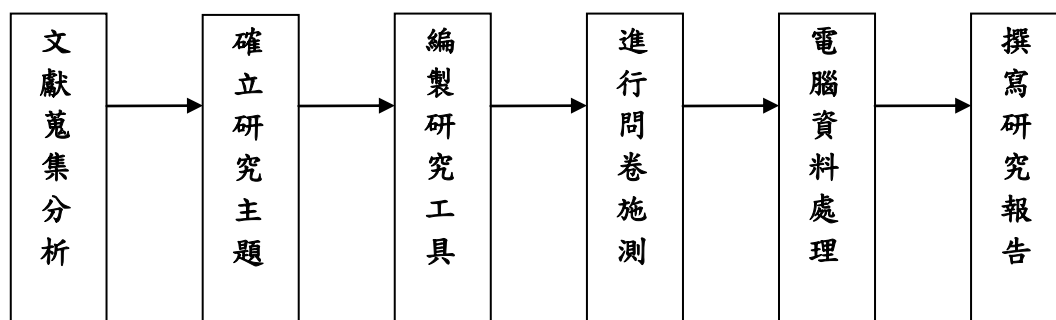 文獻蒐集分析
確立研究主題
編製研究工具
進行問卷施測
電腦資料處理
撰寫研究報告